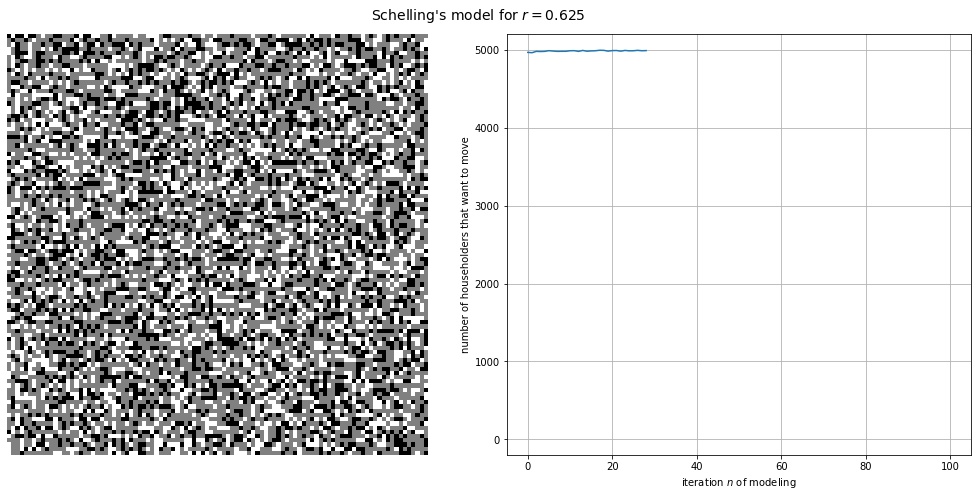 Schelling's model for r = 0.625
number of householders that want to move
5000
4000
3000
2000
1000
0
0 20 40 60 80 100
iteration n of modeling